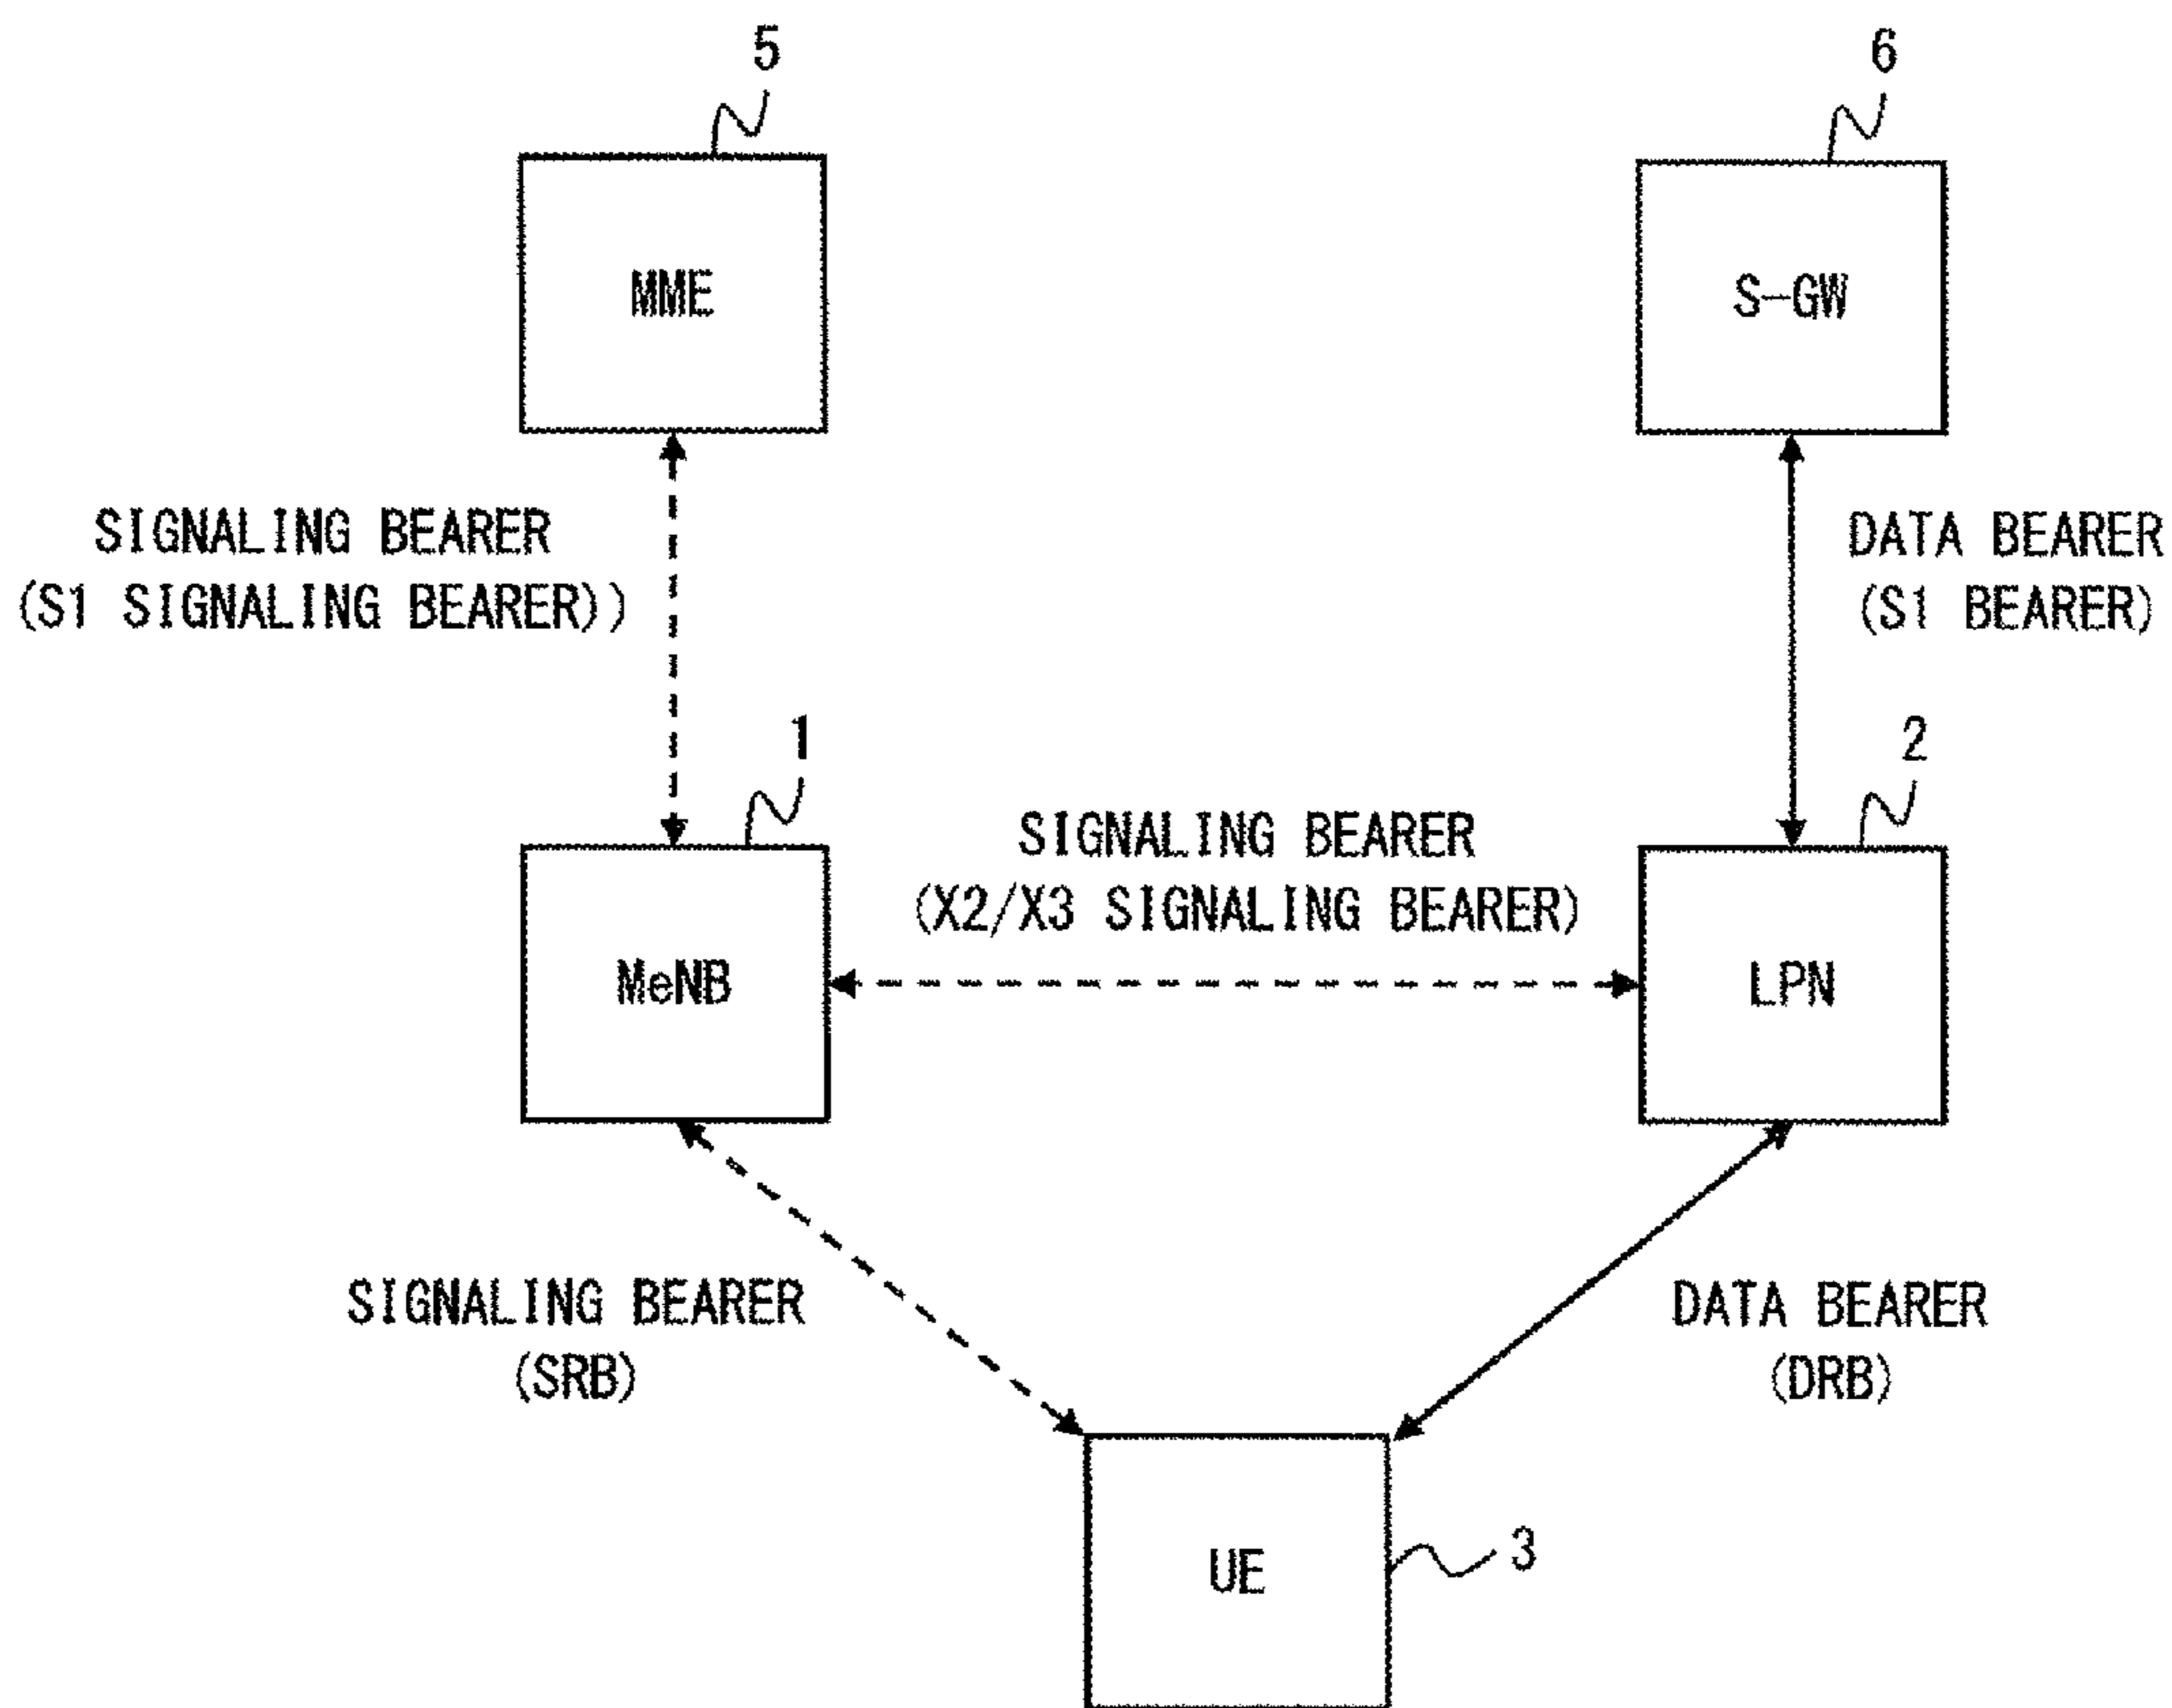 5
6
MME
S-GW
SIGNALING BEARER
(S1 SIGNALING BEARER))
DATA BEARER
(S1 BEARER)
1
2
SIGNALING BEARER
(X2/X3 SIGNALING BEARER)
MeNB
LPN
SIGNALING BEARER
(SRB)
DATA BEARER
(DRB)
UE
3